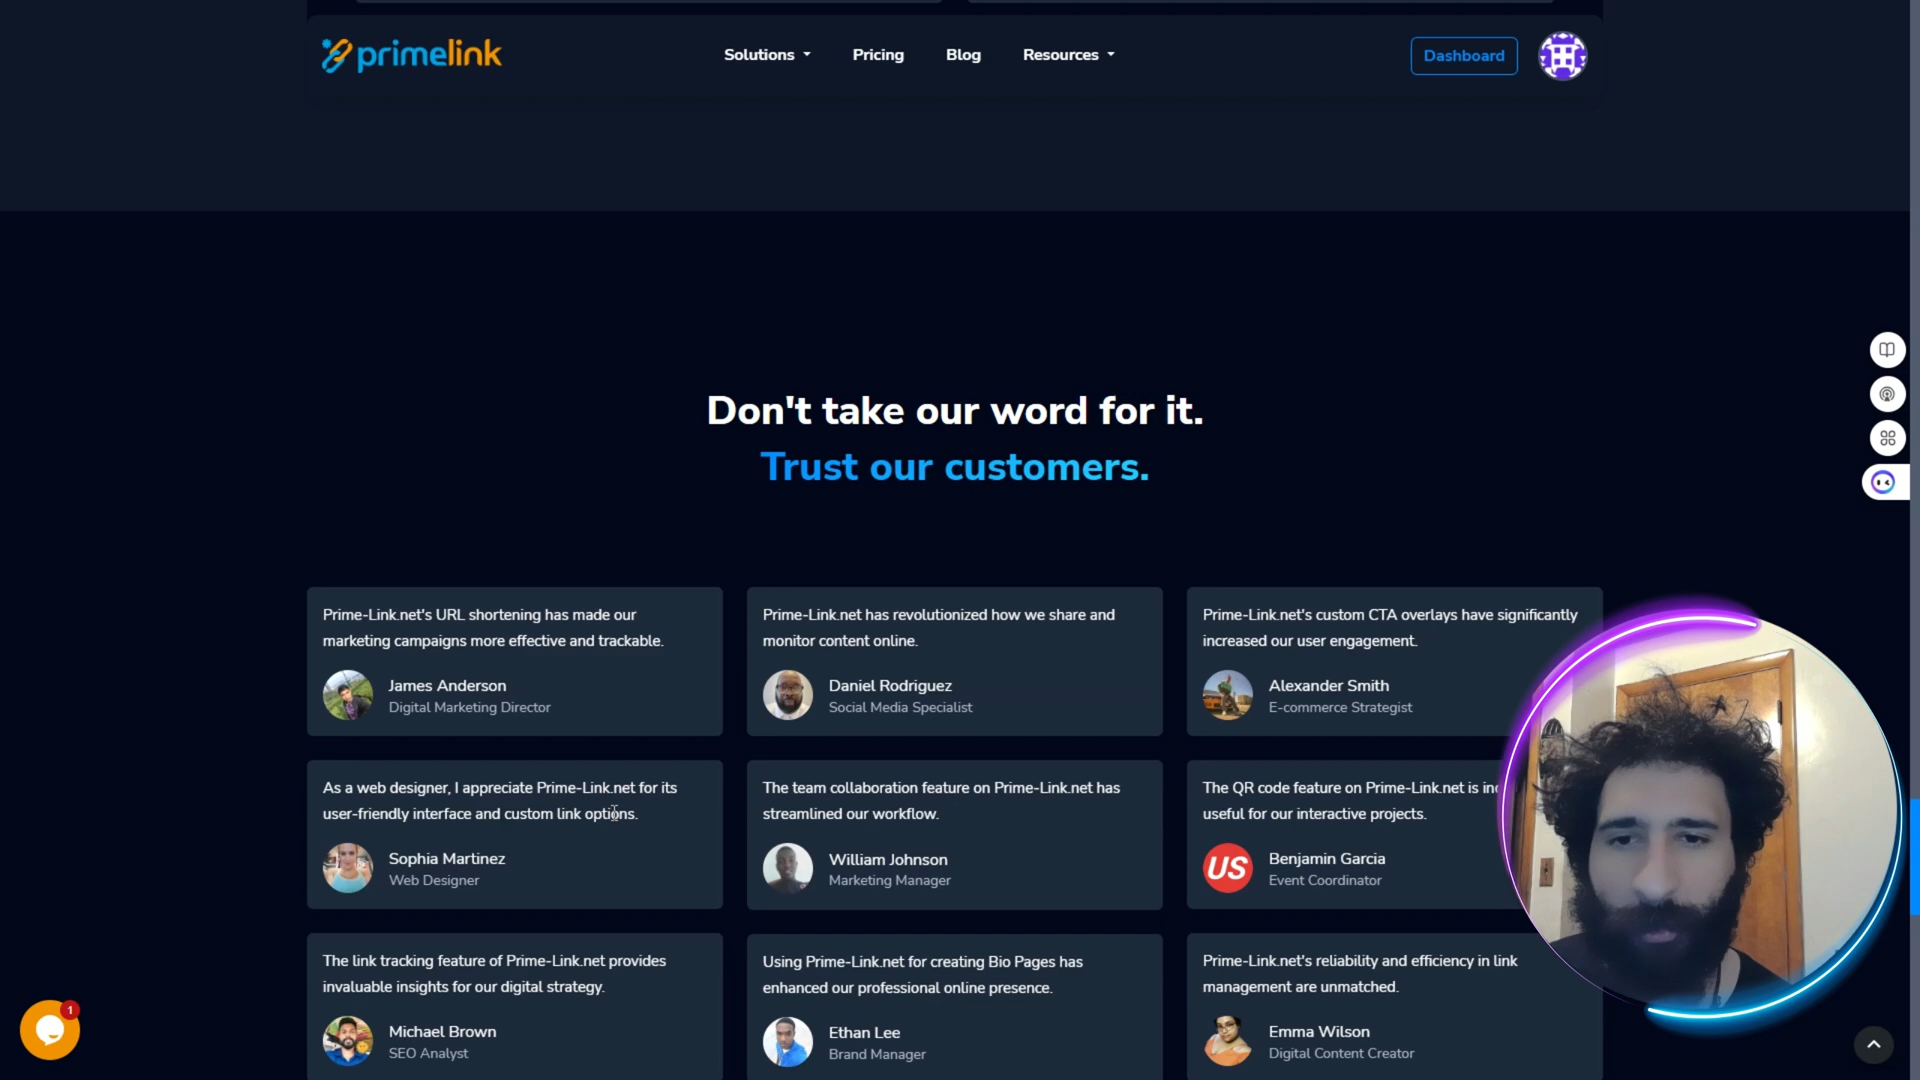 primelink
Solutions
Pricing
Blog
Resources
Dashboard
Don't take our word for it.
Trust our customers.
Prime-Link.net's URL shortening has made our
marketing campaigns more effective and trackable.
James Anderson
Digital Marketing Director
Prime-Link.net has revolutionized how we share and
monitor content online.
Daniel Rodriguez
Social Media Specialist
Prime-Link.net's custom CTA overlays have significantly
increased our user engagement.
Alexander Smith
E-commerce Strategist
As a web designer, I appreciate Prime-Link.net for its
user-friendly interface and custom link options.
Sophia Martinez
Web Designer
The team collaboration feature on Prime-Link.net has
streamlined our workflow.
William Johnson
Marketing Manager
The QR code feature on Prime-Link.net is
useful for our interactive projects.
US
Benjamin Garcia
Event Coordinator
The link tracking feature of Prime-Link.net provides
invaluable insights for our digital strategy.
Michael Brown
SEO Analyst
Using Prime-Link.net for creating Bio Pages has
enhanced our professional online presence.
Ethan Lee
Brand Manager
Prime-Link.net's reliability and efficiency in link
management are unmatched.
Emma Wilson
Digital Content Creator
1